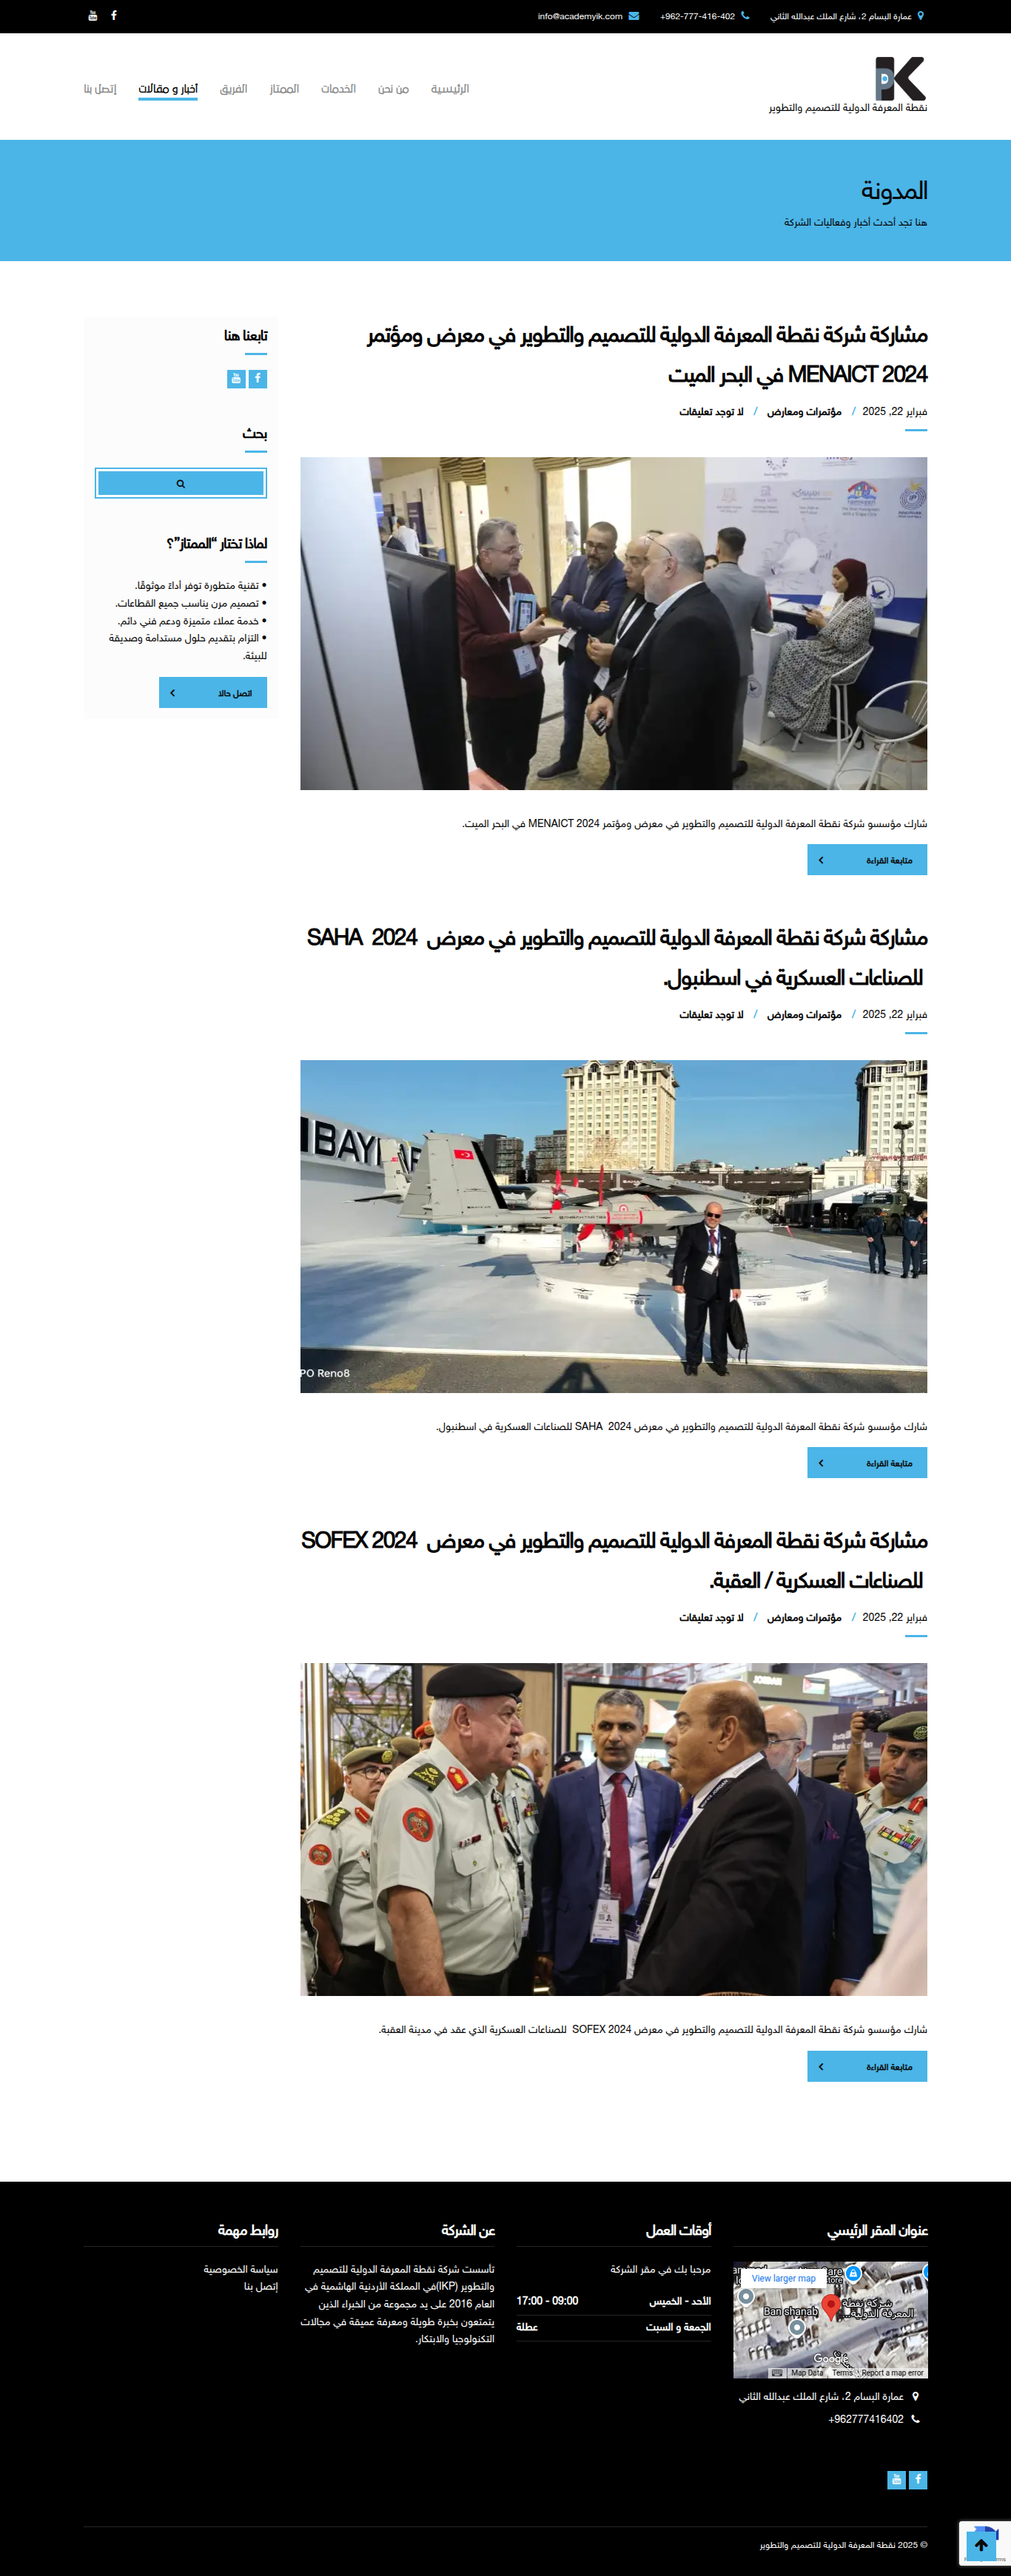 عمارة البسام 2، شارع الملك عبدالله الثاني
+962-777-416-402
info@academyik.com
نقطة المعرفة الدولية للتصميم والتطوير
الرئيسية
من نحن
الخدمات
الممتاز
الفريق
أخبار و مقالات
إتصل بنا
المدونة
هنا تجد أحدث أخبار وفعاليات الشركة
مشاركة شركة نقطة المعرفة الدولية للتصميم والتطوير في معرض ومؤتمر
MENAICT 2024 في البحر الميت
فبراير 22, 2025 / مؤتمرات ومعارض / لا توجد تعليقات
شارك مؤسسو شركة نقطة المعرفة الدولية للتصميم والتطوير في معرض ومؤتمر MENAICT 2024 في البحر الميت.
متابعة القراءة
مشاركة شركة نقطة المعرفة الدولية للتصميم والتطوير في معرض SAHA 2024
للصناعات العسكرية في اسطنبول.
فبراير 22, 2025 / مؤتمرات ومعارض / لا توجد تعليقات
PO Reno8
شارك مؤسسو شركة نقطة المعرفة الدولية للتصميم والتطوير في معرض SAHA 2024 للصناعات العسكرية في اسطنبول.
متابعة القراءة
مشاركة شركة نقطة المعرفة الدولية للتصميم والتطوير في معرض SOFEX 2024
للصناعات العسكرية / العقبة.
فبراير 22, 2025 / مؤتمرات ومعارض / لا توجد تعليقات
JORDAN
شارك مؤسسو شركة نقطة المعرفة الدولية للتصميم والتطوير في معرض SOFEX 2024 للصناعات العسكرية الذي عقد في مدينة العقبة.
متابعة القراءة
تابعنا هنا
بحث
لماذا تختار “الممتاز”؟
• تقنية متطورة توفر أداءً موثوقًا.
• تصميم مرن يناسب جميع القطاعات.
• خدمة عملاء متميزة ودعم فني دائم.
• التزام بتقديم حلول مستدامة وصديقة
للبيئة.
اتصل حالا
عنوان المقر الرئيسي
View larger map
Ban shanab
شركة نقطة
المعرفة الدولية...
Google
Map Data
Terms
Report a map error
عمارة البسام 2، شارع الملك عبدالله الثاني
+962777416402
أوقات العمل
مرحبا بك في مقر الشركة
الأحد - الخميس 09:00 - 17:00
الجمعة و السبت عطلة
عن الشركة
تأسست شركة نقطة المعرفة الدولية للتصميم
والتطوير (IKP)في المملكة الأردنية الهاشمية في
العام 2016 على يد مجموعة من الخبراء الذين
يتمتعون بخبرة طويلة ومعرفة عميقة في مجالات
التكنولوجيا والابتكار.
روابط مهمة
سياسة الخصوصية
إتصل بنا
© 2025 نقطة المعرفة الدولية للتصميم والتطوير